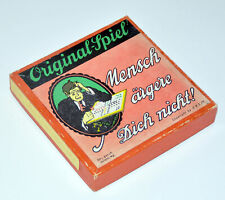 Original-Spiel
Mensch
ärgere
Dich nicht!